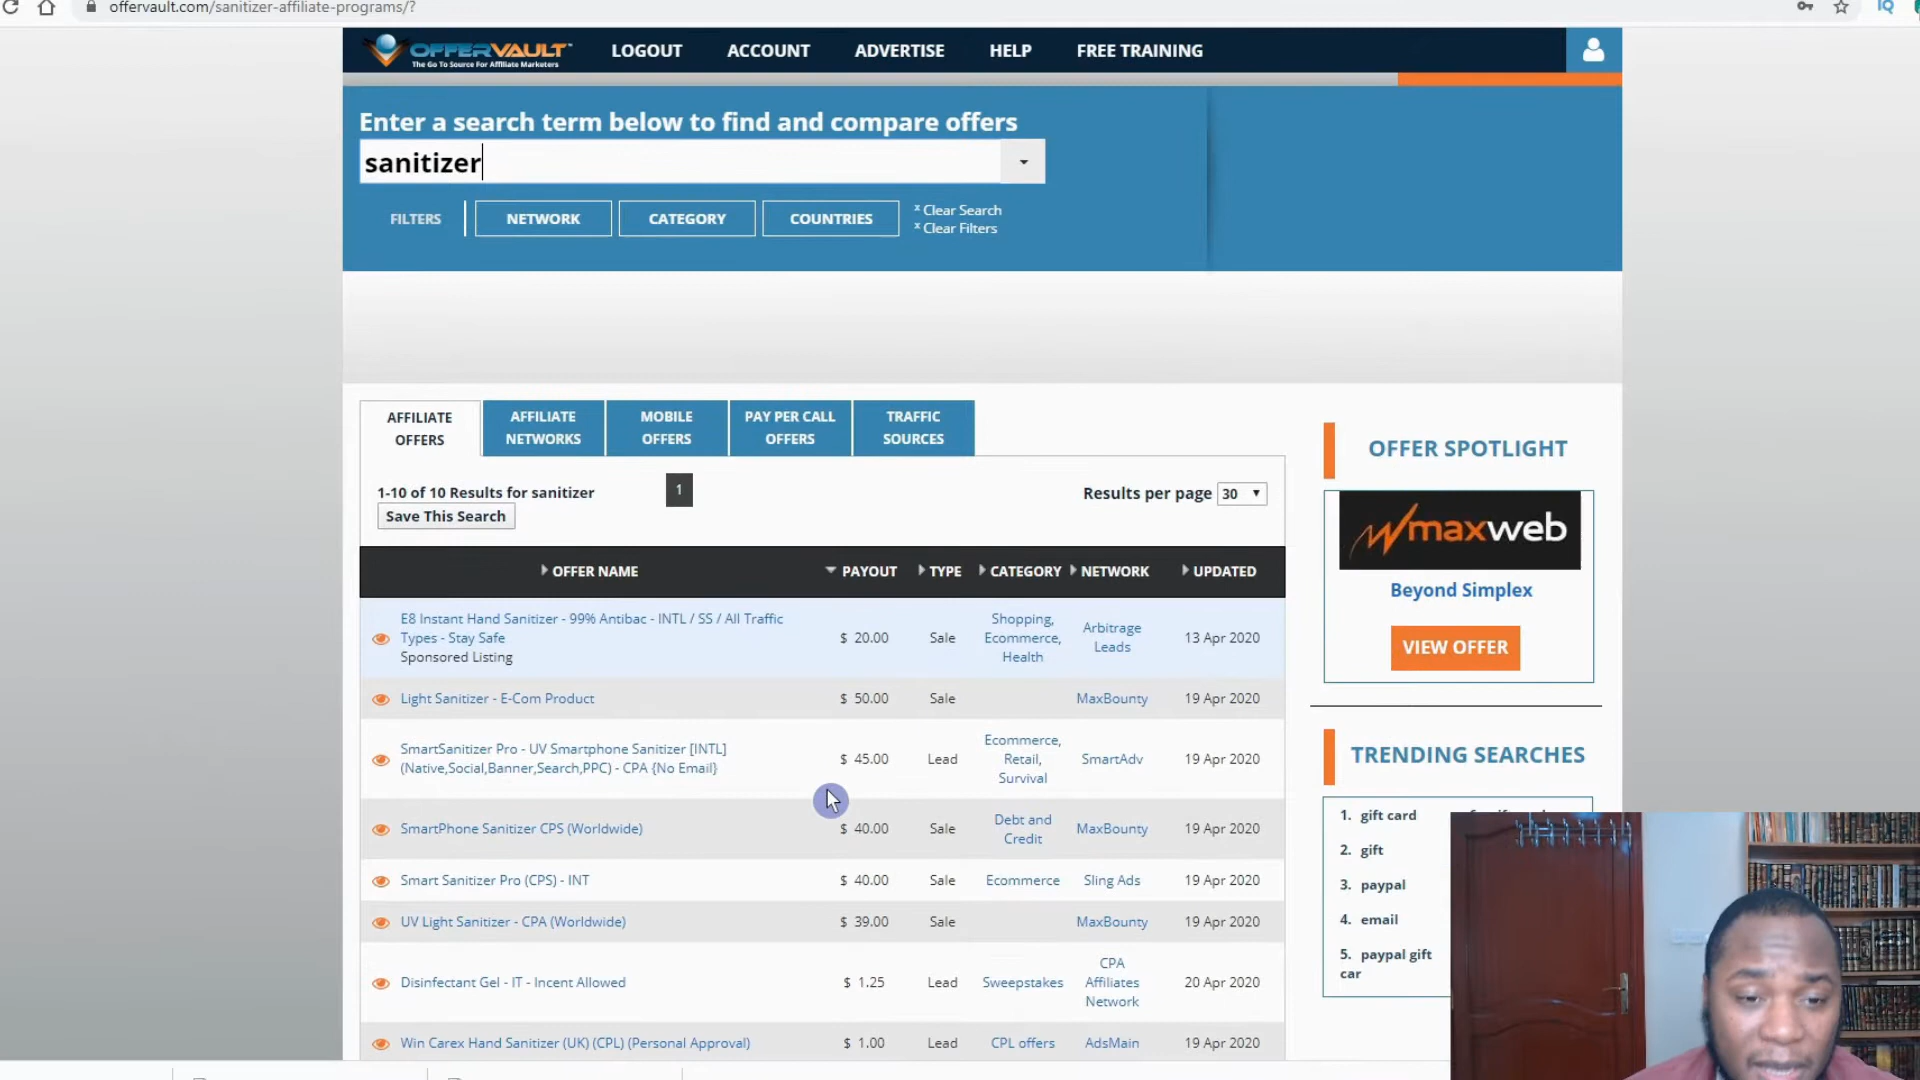 offervault.com/sanitizer-affiliate-programs/?
IQ
OFFERVAULT
The Go To Source For Affiliate Marketers
LOGOUT
ACCOUNT
ADVERTISE
HELP
FREE TRAINING
Enter a search term below to find and compare offers
sanitizer
FILTERS
NETWORK
CATEGORY
COUNTRIES
x Clear Search
x Clear Filters
AFFILIATE OFFERS
AFFILIATE NETWORKS
MOBILE OFFERS
PAY PER CALL OFFERS
TRAFFIC SOURCES
1-10 of 10 Results for sanitizer
1
Results per page 30
Save This Search
OFFER NAME PAYOUT TYPE CATEGORY NETWORK UPDATED
E8 Instant Hand Sanitizer - 99% Antibac - INTL / SS / All Traffic
Types - Stay Safe
Sponsored Listing
$ 20.00 Sale
Shopping,
Ecommerce,
Health
Arbitrage
Leads
13 Apr 2020
Light Sanitizer - E-Com Product $ 50.00 Sale MaxBounty 19 Apr 2020
SmartSanitizer Pro - UV Smartphone Sanitizer [INTL]
(Native,Social,Banner,Search,PPC) - CPA {No Email}
$ 45.00 Lead
Ecommerce,
Retail,
Survival
SmartAdv 19 Apr 2020
SmartPhone Sanitizer CPS (Worldwide) $ 40.00 Sale
Debt and
Credit
MaxBounty 19 Apr 2020
Smart Sanitizer Pro (CPS) - INT $ 40.00 Sale Ecommerce Sling Ads 19 Apr 2020
UV Light Sanitizer - CPA (Worldwide) $ 39.00 Sale MaxBounty 19 Apr 2020
Disinfectant Gel - IT - Incent Allowed $ 1.25 Lead Sweepstakes
CPA
Affiliates
Network
20 Apr 2020
Win Carex Hand Sanitizer (UK) (CPL) (Personal Approval) $ 1.00 Lead CPL offers AdsMain 19 Apr 2020
OFFER SPOTLIGHT
maxweb
Beyond Simplex
VIEW OFFER
TRENDING SEARCHES
1. gift card
2. gift
3. paypal
4. email
5. paypal gift
car